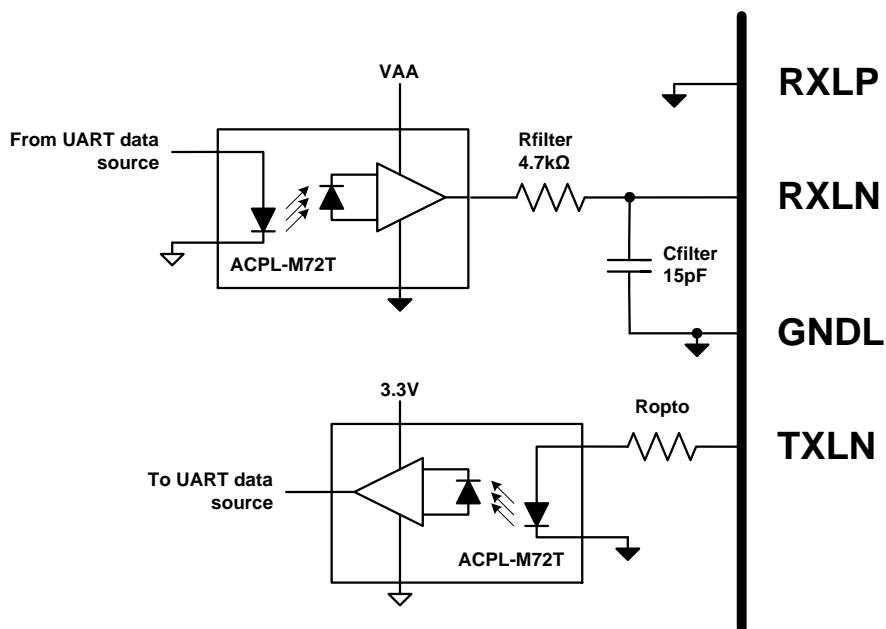 VAA
From UART data
source
Rfilter
4.7kΩ
ACPL-M72T
Cfilter
15pF
RXLP
RXLN
GNDL
TXLN
3.3V
Ropto
To UART data
source
ACPL-M72T